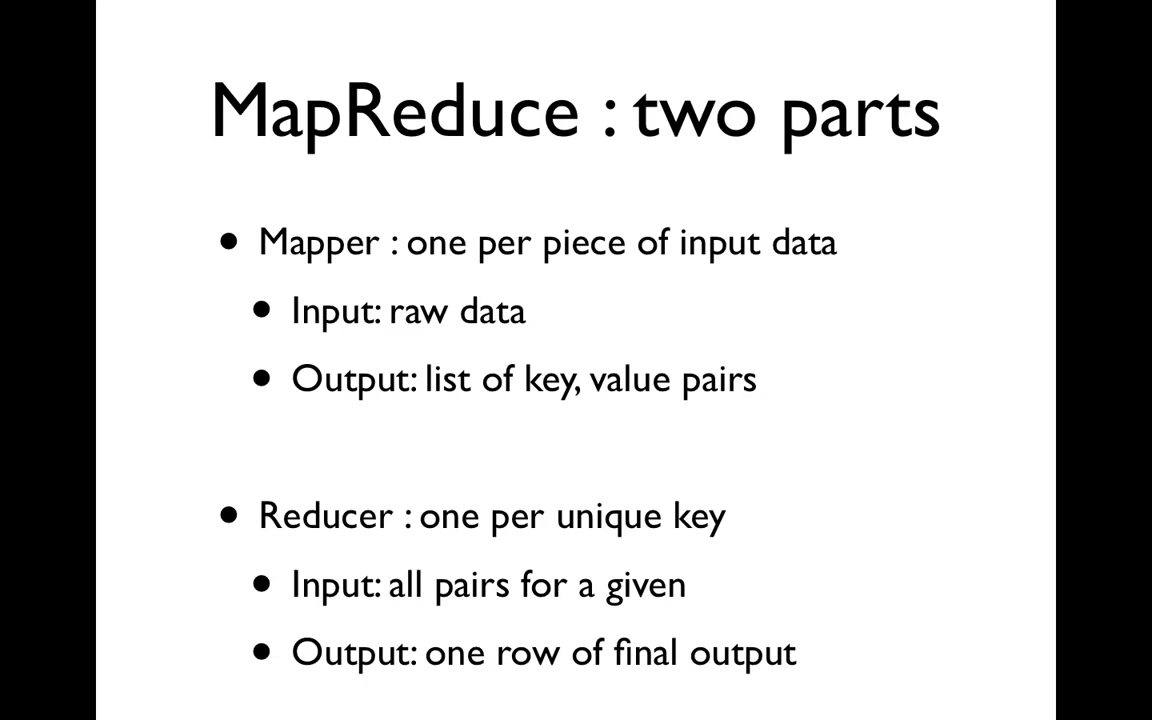 MapReduce : two parts
• Mapper : one per piece of input data
• Input: raw data
• Output: list of key, value pairs
• Reducer : one per unique key
• Input: all pairs for a given
• Output: one row of final output